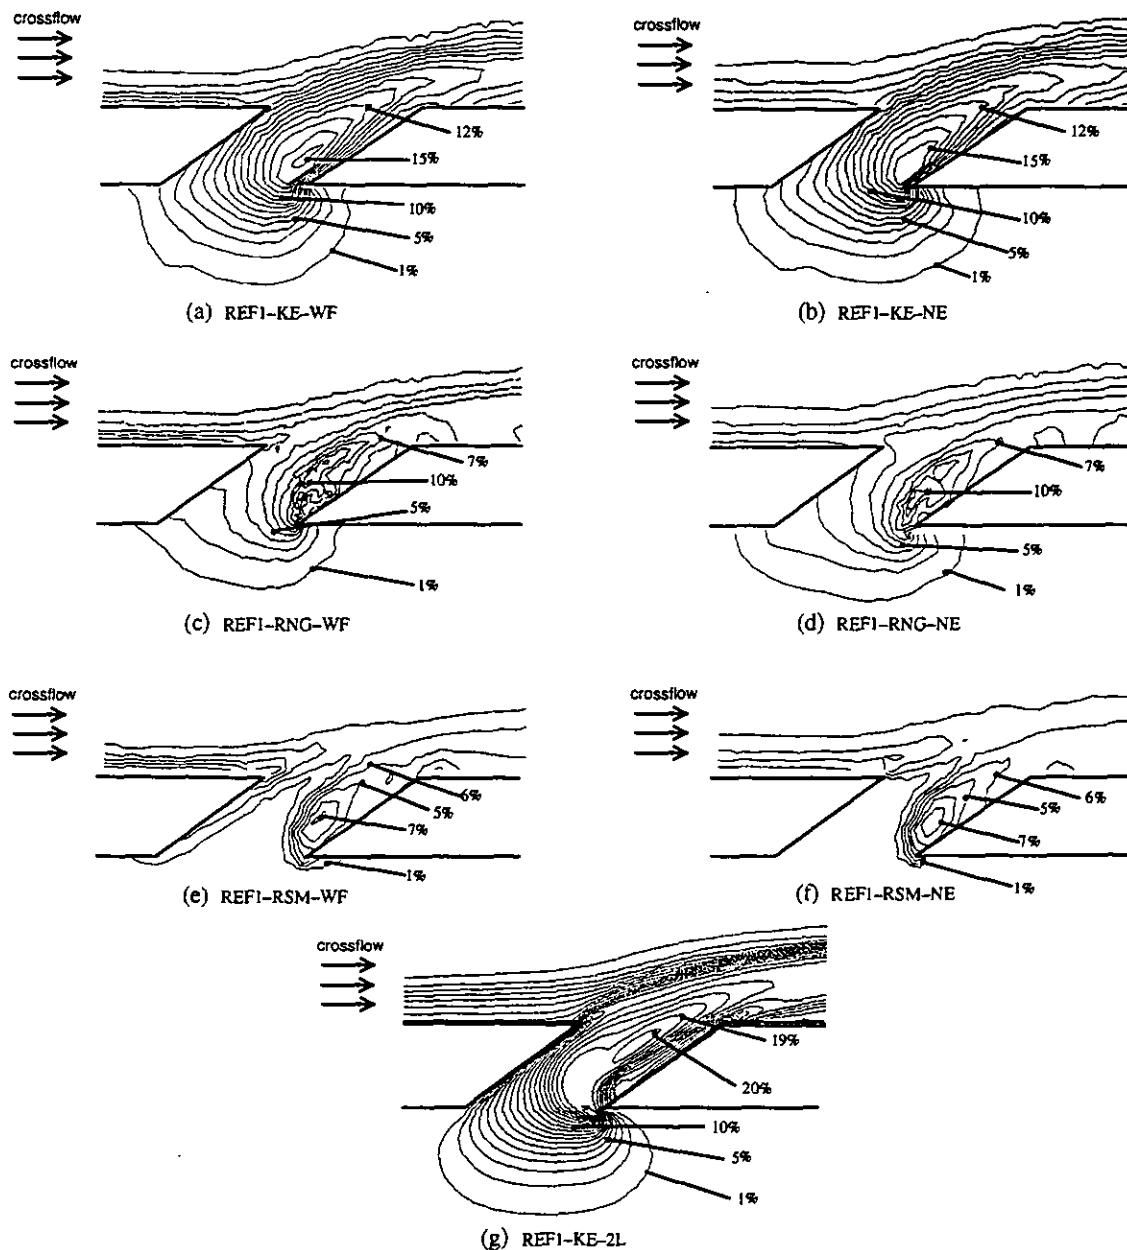 crossflow
12%
15%
10%
5%
1%
(a) REF1-KE-WF
crossflow
12%
15%
10%
5%
1%
(b) REF1-KE-NE
crossflow
7%
10%
5%
1%
(c) REF1-RNG-WF
crossflow
7%
10%
5%
1%
(d) REF1-RNG-NE
crossflow
6%
5%
7%
1%
(e) REF1-RSM-WF
crossflow
6%
5%
7%
1%
(f) REF1-RSM-NE
crossflow
19%
20%
10%
5%
1%
(g) REF1-KE-2L